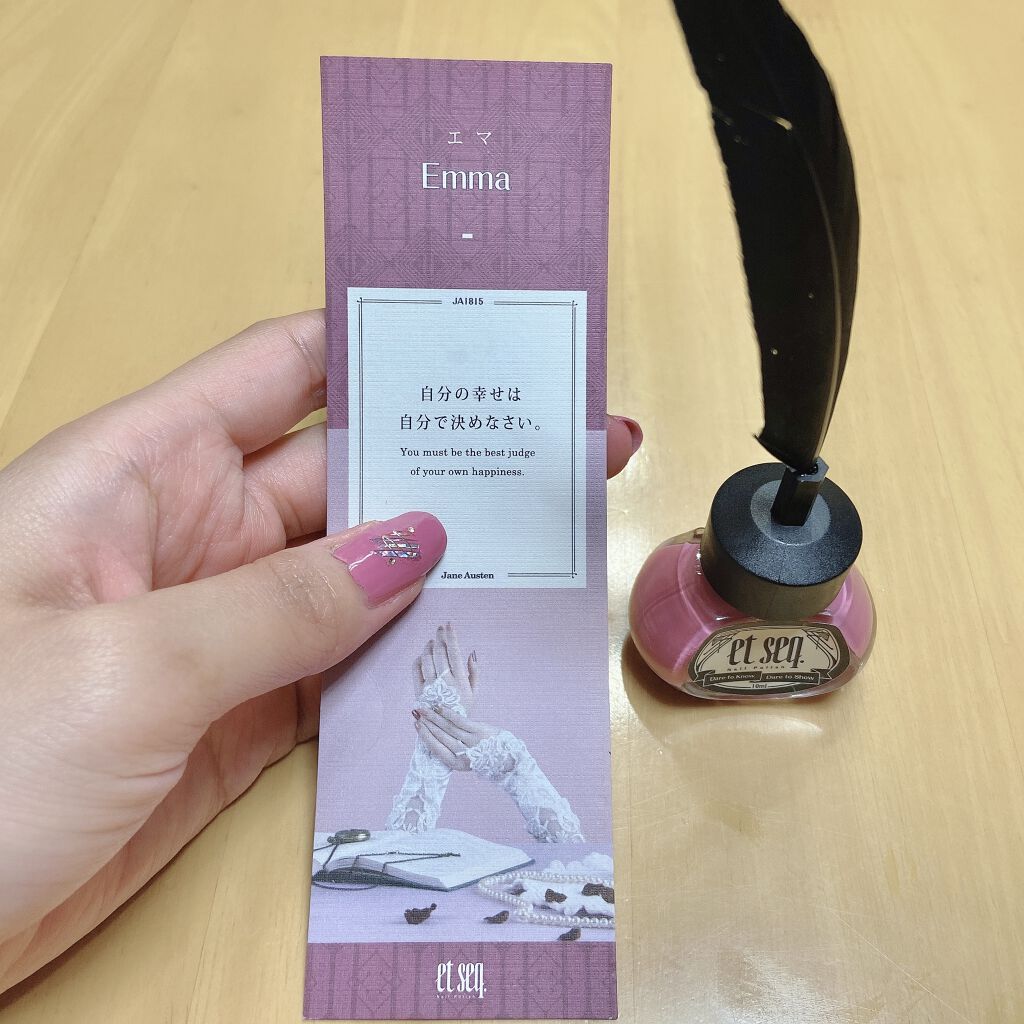 エマ
Emma
JA1815
自分の幸せは
自分で決めなさい。
You must be the best judge
of your own happiness.
Jane Austen
et seq.
Nail Polish
et seq.
Nail Polish
Dare to Know Dare to Show
10ml